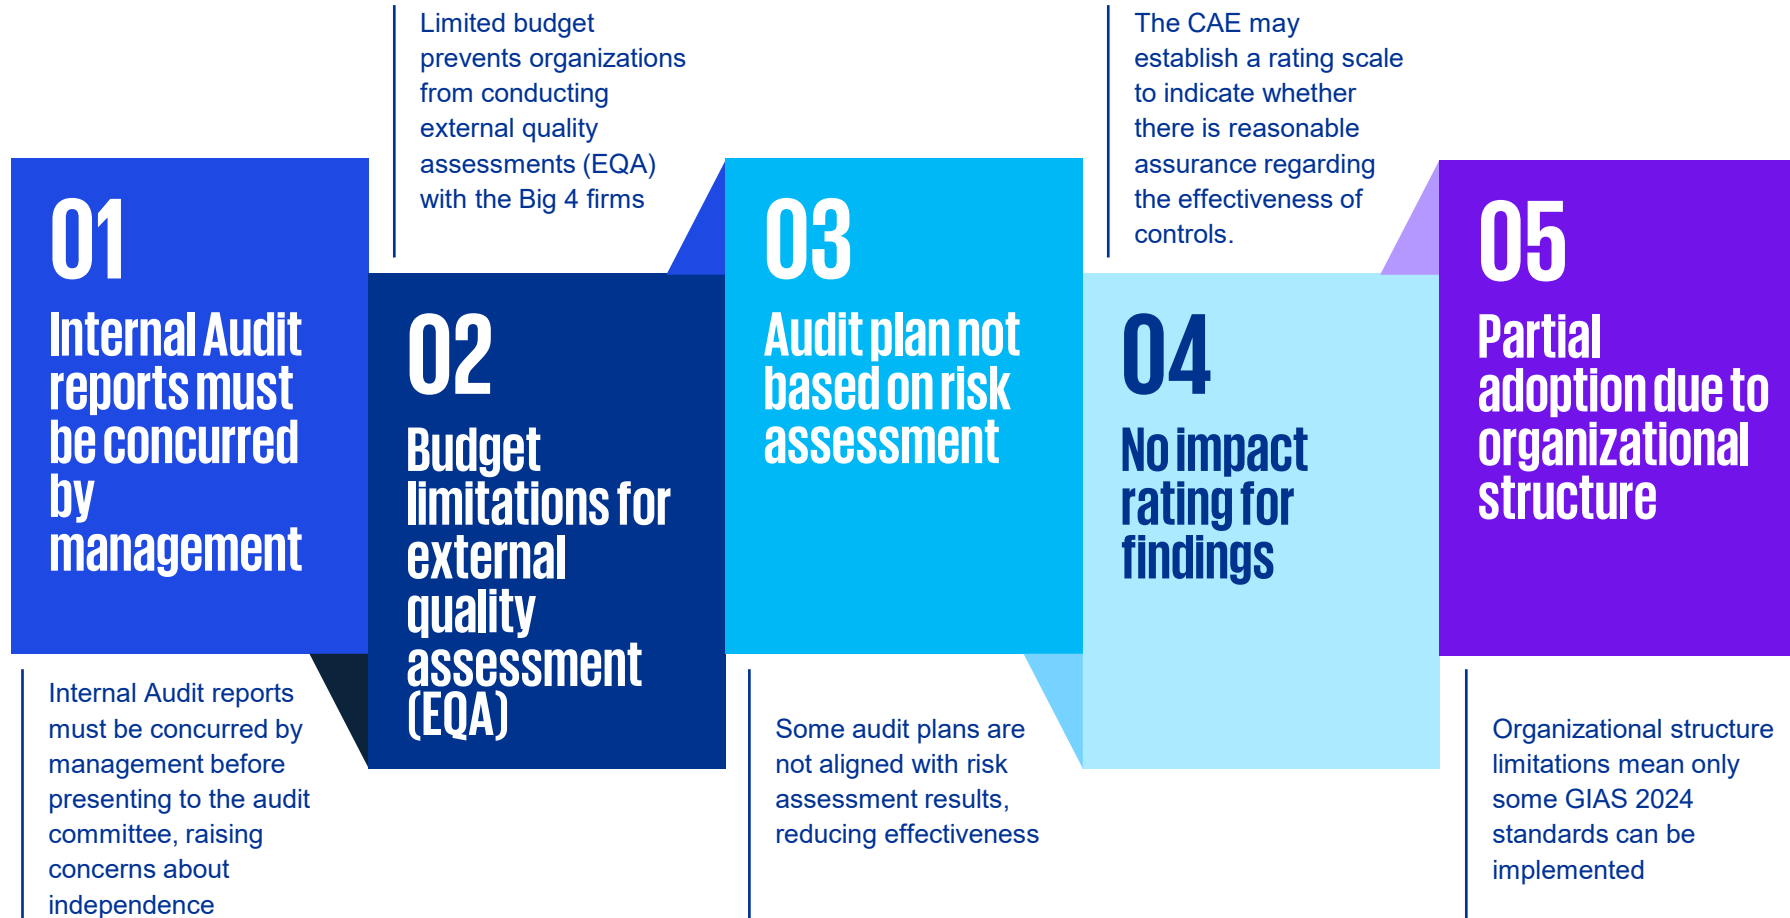 01
Internal Audit
reports must
be concurred
by
management
Internal Audit reports
must be concurred by
management before
presenting to the audit
committee, raising
concerns about
independence
Limited budget
prevents organizations
from conducting
external quality
assessments (EQA)
with the Big 4 firms
02
Budget
limitations for
external
quality
assessment
(EQA)
03
Audit plan not
based on risk
assessment
Some audit plans are
not aligned with risk
assessment results,
reducing effectiveness
The CAE may
establish a rating scale
to indicate whether
there is reasonable
assurance regarding
the effectiveness of
controls.
04
No impact
rating for
findings
05
Partial
adoption due to
organizational
structure
Organizational structure
limitations mean only
some GIAS 2024
standards can be
implemented